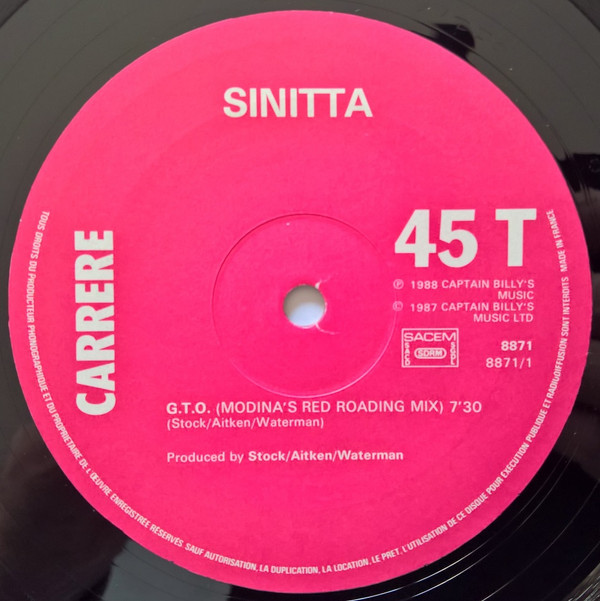 SINITTA
45 T
CARRERE
℗ 1988 CAPTAIN BILLY'S
MUSIC
© 1987 CAPTAIN BILLY'S
MUSIC LTD
SACEM
SDRM
8871
8871/1
G.T.O. (MODINA'S RED ROADING MIX) 7'30
(Stock/Aitken/Waterman)
Produced by Stock/Aitken/Waterman
TOUS DROITS DU PRODUCTEUR PHONOGRAPHIQUE ET DU PROPRIETAIRE DE L'ŒUVRE ENREGISTREE RÉSERVÉS. SAUF AUTORISATION, LA DUPLICATION, LA LOCATION, LE PRET, L'UTILISATION DE CE DISQUE POUR EXECUTION PUBLIQUE ET RADIODIFFUSION SONT INTERDITS MADE IN FRANCE